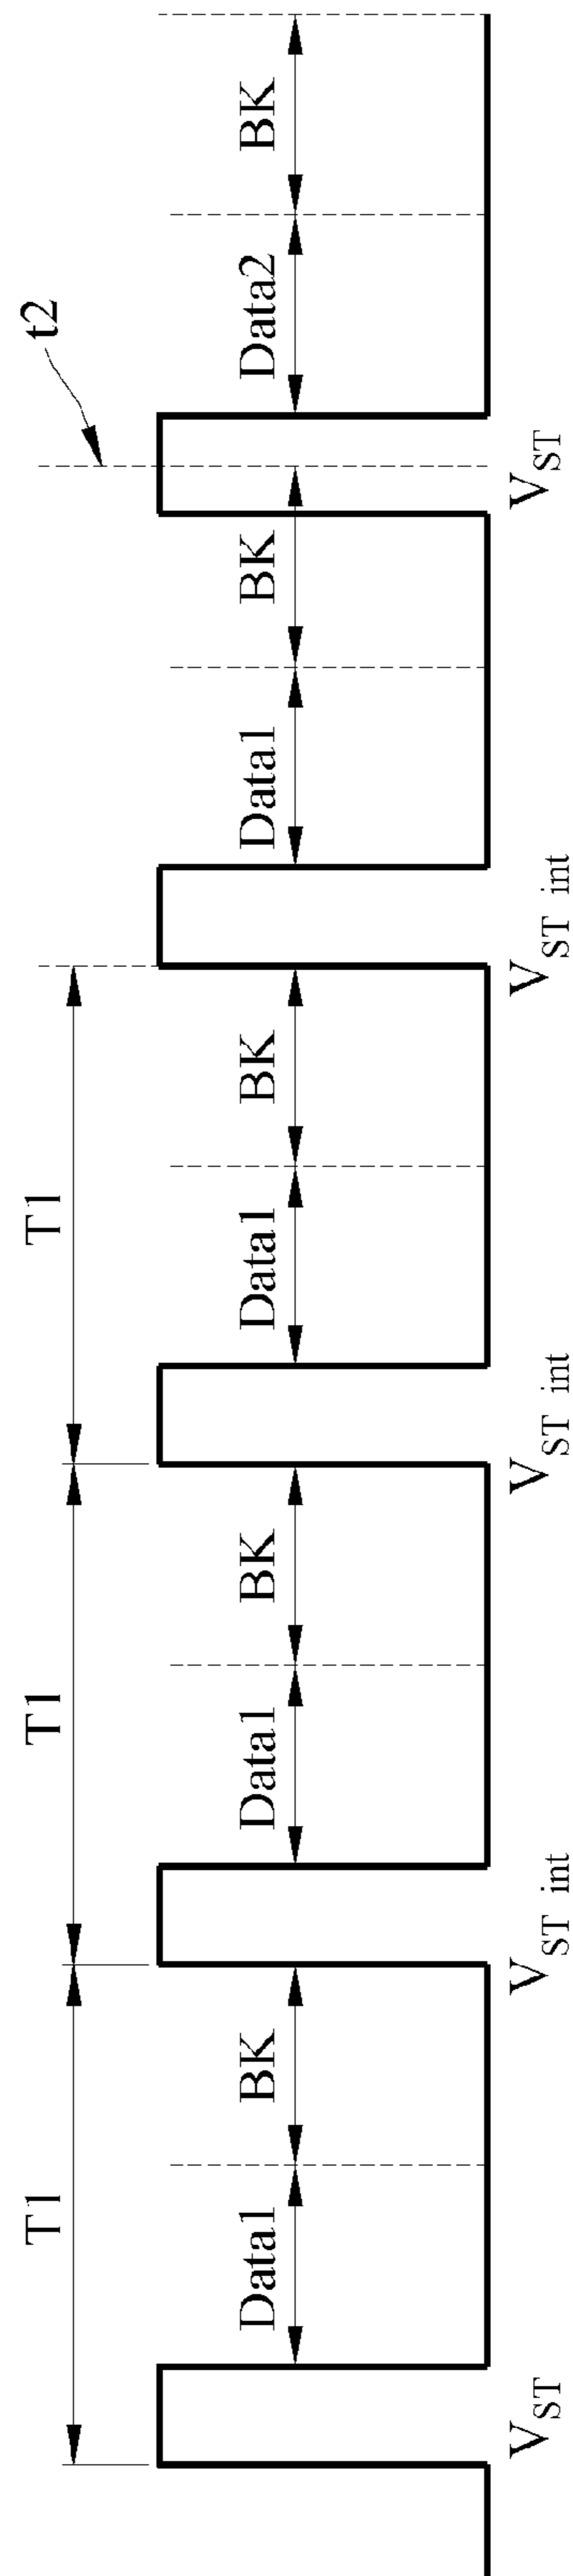 T1
T1
T1
t2
Data1
BK
Data1
BK
Data1
BK
Data1
BK
Data2
BK
VST
VST int
VST int
VST int
VST